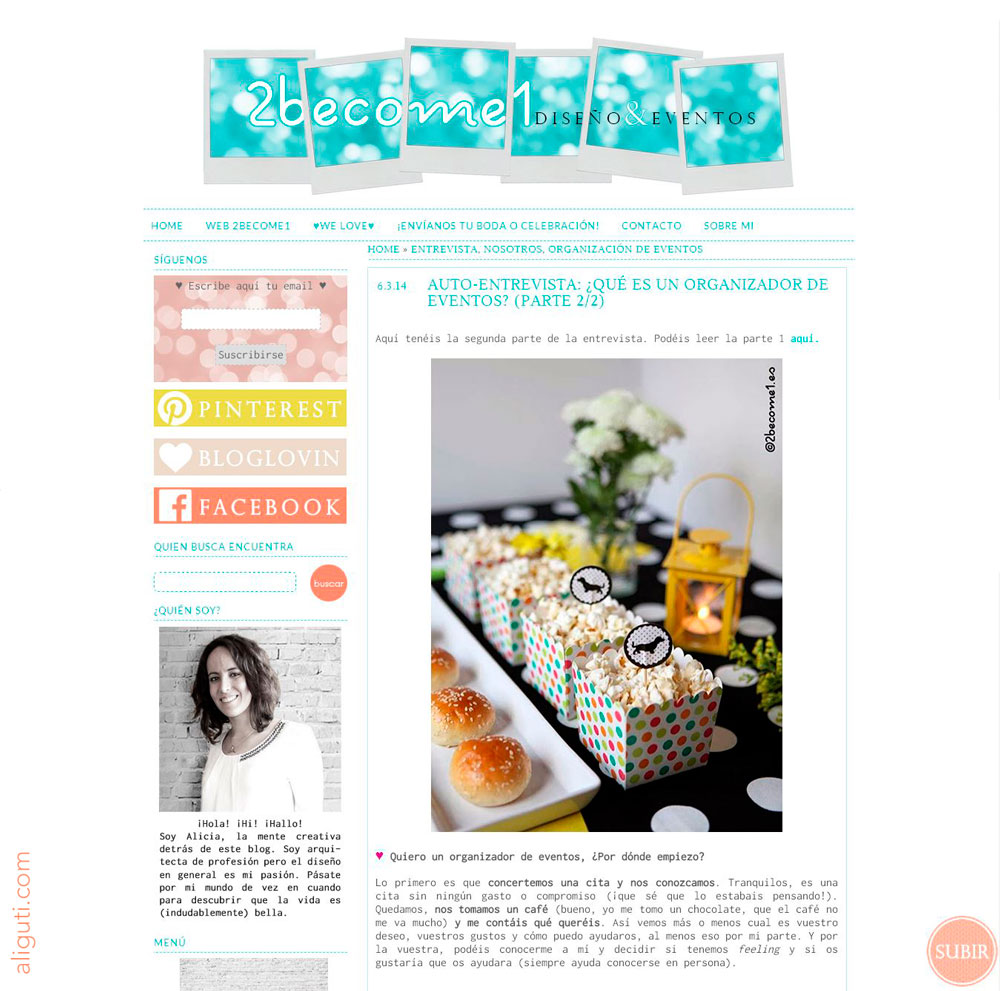 2become1 DISEÑO & EVENTOS
HOME WEB 2BECOME1 ♥WE LOVE♥ ¡ENVÍANOS TU BODA O CELEBRACIÓN! CONTACTO SOBRE MI
SÍGUENOS
♥ Escribe aquí tu email ♥
Suscribirse
PINTEREST
BLOGLOVIN
FACEBOOK
QUIEN BUSCA ENCUENTRA
buscar
¿QUIÉN SOY?
¡Hola! ¡Hi! ¡Hallo!
Soy Alicia, la mente creativa
detrás de este blog. Soy arqui-
tecta de profesión pero el diseño
en general es mi pasión. Pásate
por mi mundo de vez en cuando
para descubrir que la vida es
(indudablemente) bella.
MENÚ
HOME » ENTREVISTA, NOSOTROS, ORGANIZACIÓN DE EVENTOS
6.3.14
AUTO-ENTREVISTA: ¿QUÉ ES UN ORGANIZADOR DE
EVENTOS? (PARTE 2/2)
Aquí tenéis la segunda parte de la entrevista. Podéis leer la parte 1 aquí.
@2become1.es
♥ Quiero un organizador de eventos, ¿Por dónde empiezo?
Lo primero es que concertemos una cita y nos conozcamos. Tranquilos, es una
cita sin ningún gasto o compromiso (¡que sé que lo estabais pensando!).
Quedamos, nos tomamos un café (bueno, yo me tomo un chocolate, que el café no
me va mucho) y me contáis qué queréis. Así vemos más o menos cual es vuestro
deseo, vuestros gustos y cómo puedo ayudaros, al menos eso por mi parte. Y por
la vuestra, podéis conocerme a mí y decidir si tenemos feeling y si os
gustaría que os ayudara (siempre ayuda conocerse en persona).
aliguti.com
SUBIR